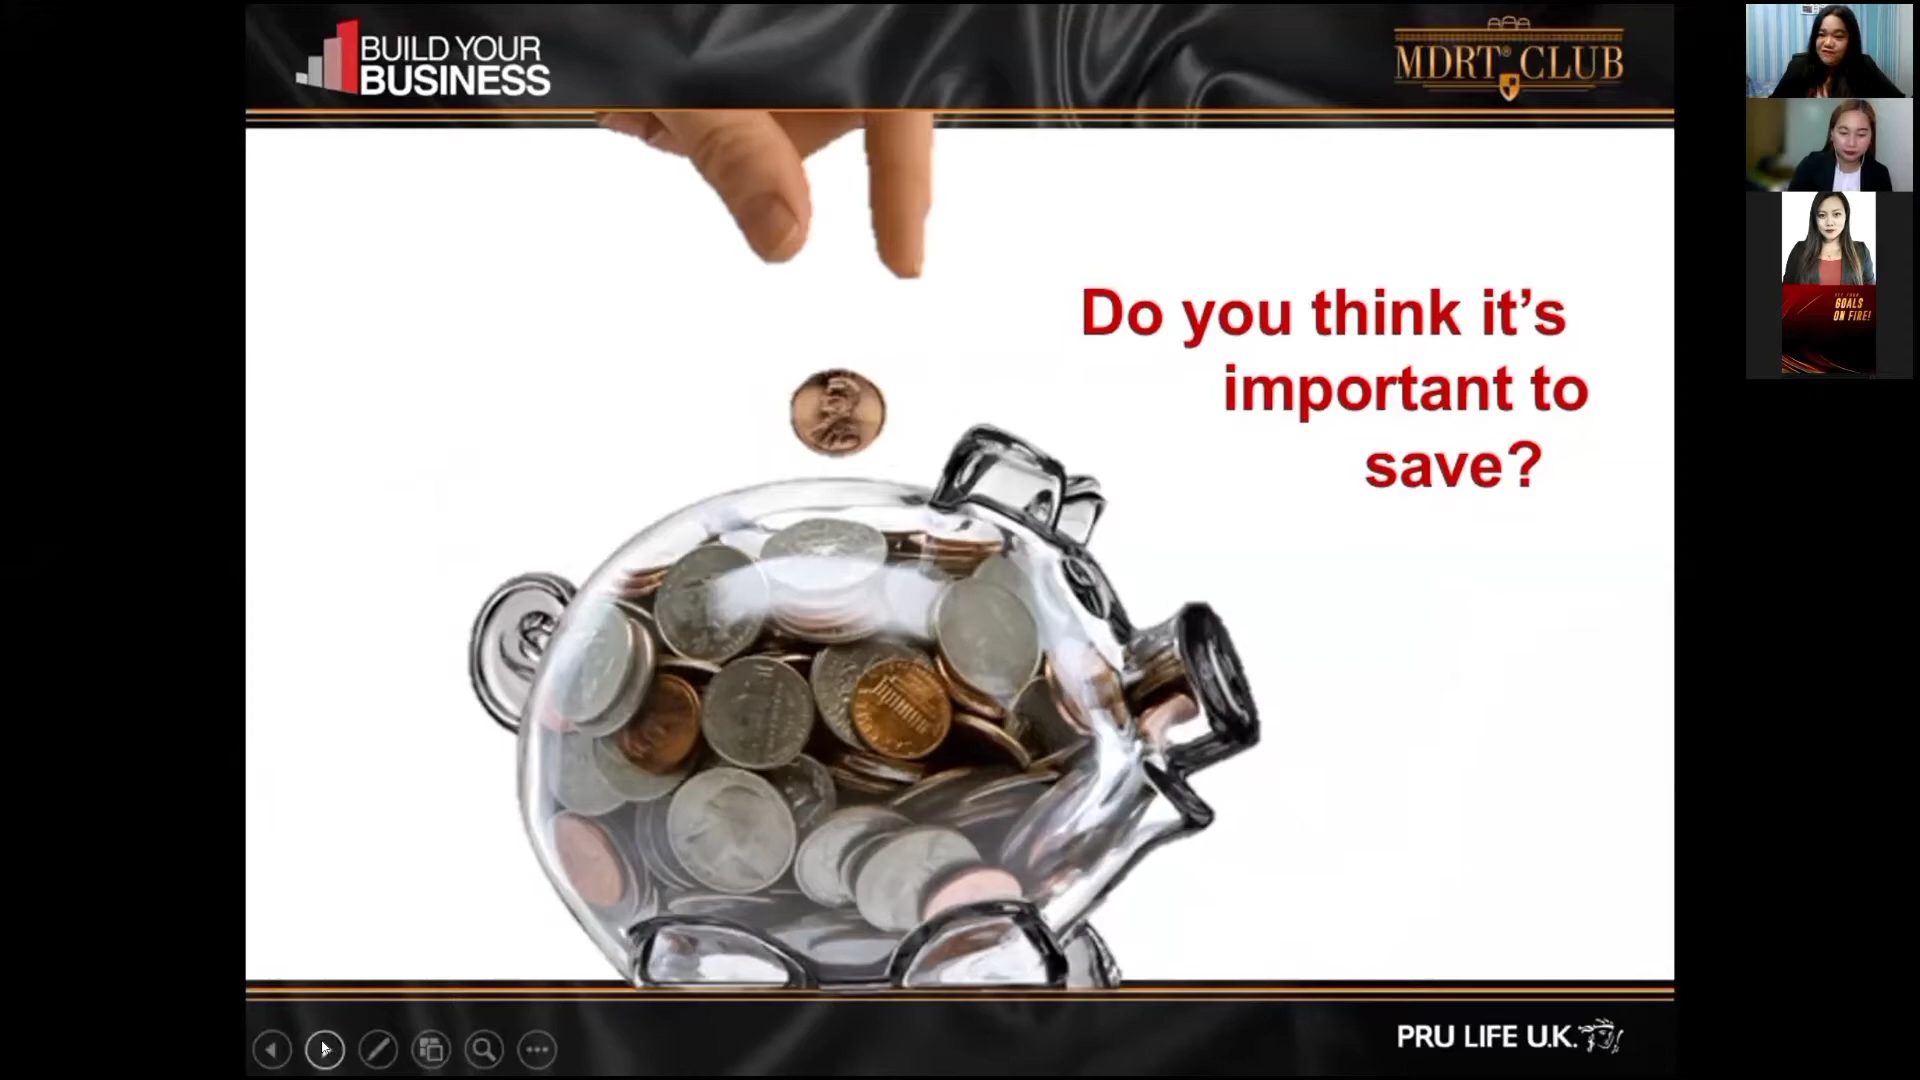 BUILD YOUR
BUSINESS
MDRT® CLUB
Do you think it’s
important to
save?
GOALS
ON FIRE!
PRU LIFE U.K.